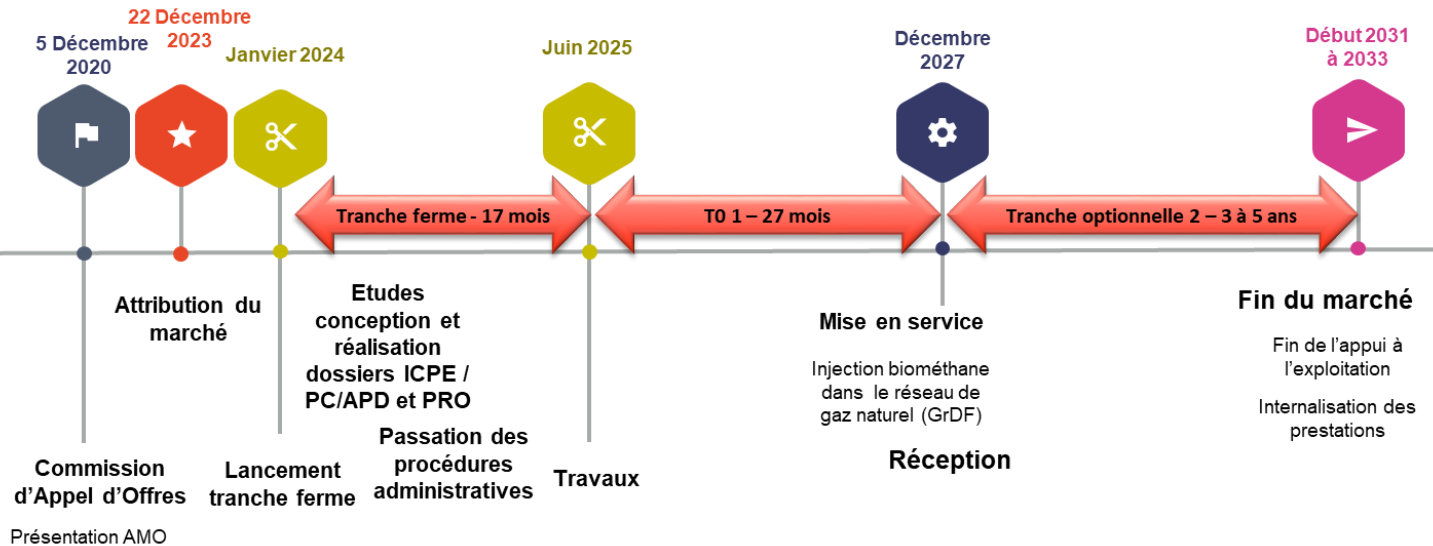 5 Décembre
2020
22 Décembre
2023
Janvier 2024
Juin 2025
Décembre
2027
Début 2031
à 2033
Tranche ferme - 17 mois
T0 1 – 27 mois
Tranche optionnelle 2 – 3 à 5 ans
Commission
d’Appel d’Offres
Présentation AMO
Attribution du
marché
Lancement
tranche ferme
Etudes
conception et
réalisation
dossiers ICPE /
PC/APD et PRO
Passation des
procédures
administratives
Travaux
Mise en service
Injection biométhane
dans le réseau de
gaz naturel (GrDF)
Réception
Fin du marché
Fin de l’appui à
l’exploitation
Internalisation des
prestations